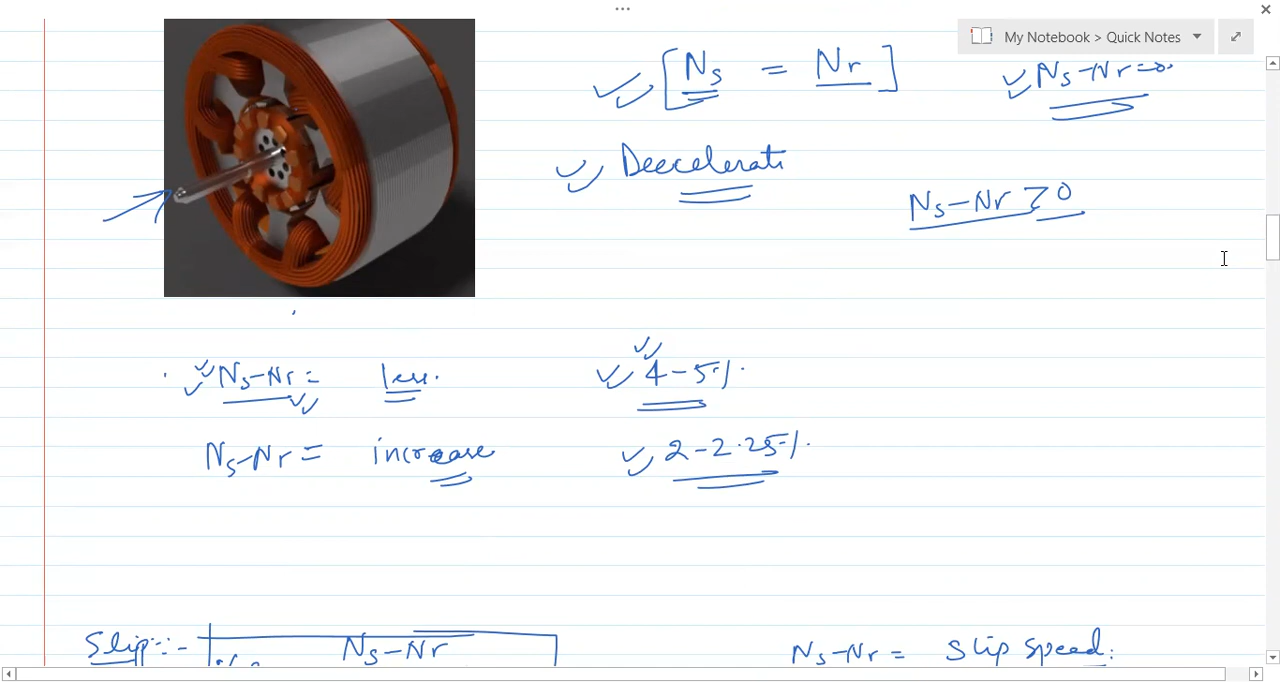 My Notebook > Quick Notes
[Ns = Nr]
Ns-Nr=0.
Deecelerate
Ns-Nr >0
Ns-Nr= less. 4-5%.
Ns-Nr= increase 2-2.25%.
Slip:- Ns-Nr
Ns-Nr= Slip speed: